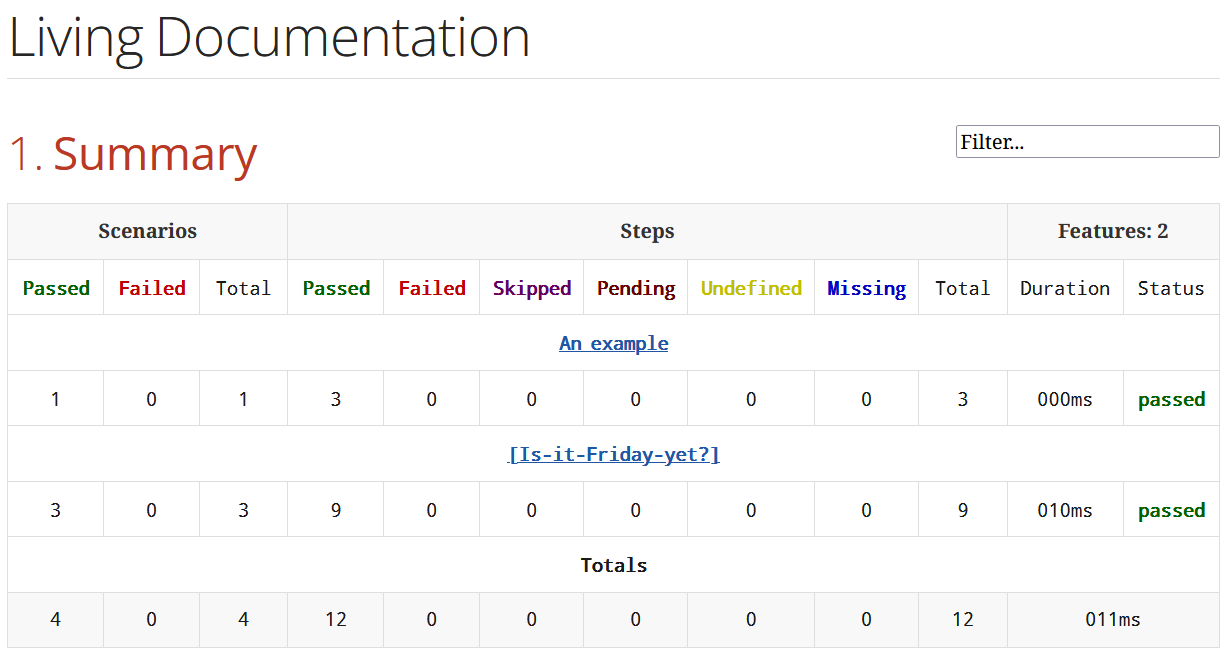 Living Documentation
1. Summary
Filter...
Scenarios Steps Features: 2
Passed Failed Total Passed Failed Skipped Pending Undefined Missing Total Duration Status
An example
1 0 1 3 0 0 0 0 0 3 000ms passed
[Is-it-Friday-yet?]
3 0 3 9 0 0 0 0 0 9 010ms passed
Totals
4 0 4 12 0 0 0 0 0 12 011ms